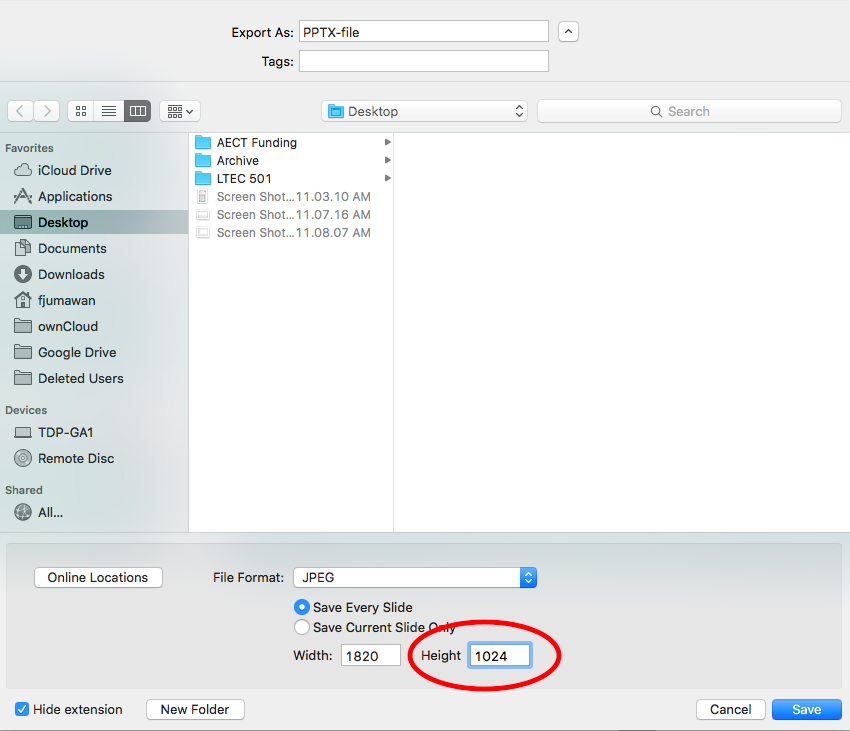 Export As: PPTX-file
Tags:
Desktop
Search
Favorites
iCloud Drive
Applications
Desktop
Documents
Downloads
fjumawan
ownCloud
Google Drive
Deleted Users
Devices
TDP-GA1
Remote Disc
Shared
All...
AECT Funding
Archive
LTEC 501
Screen Shot...11.03.10 AM
Screen Shot...11.07.16 AM
Screen Shot...11.08.07 AM
Online Locations
File Format: JPEG
Save Every Slide
Save Current Slide Only
Width: 1820 Height 1024
Hide extension New Folder Cancel Save